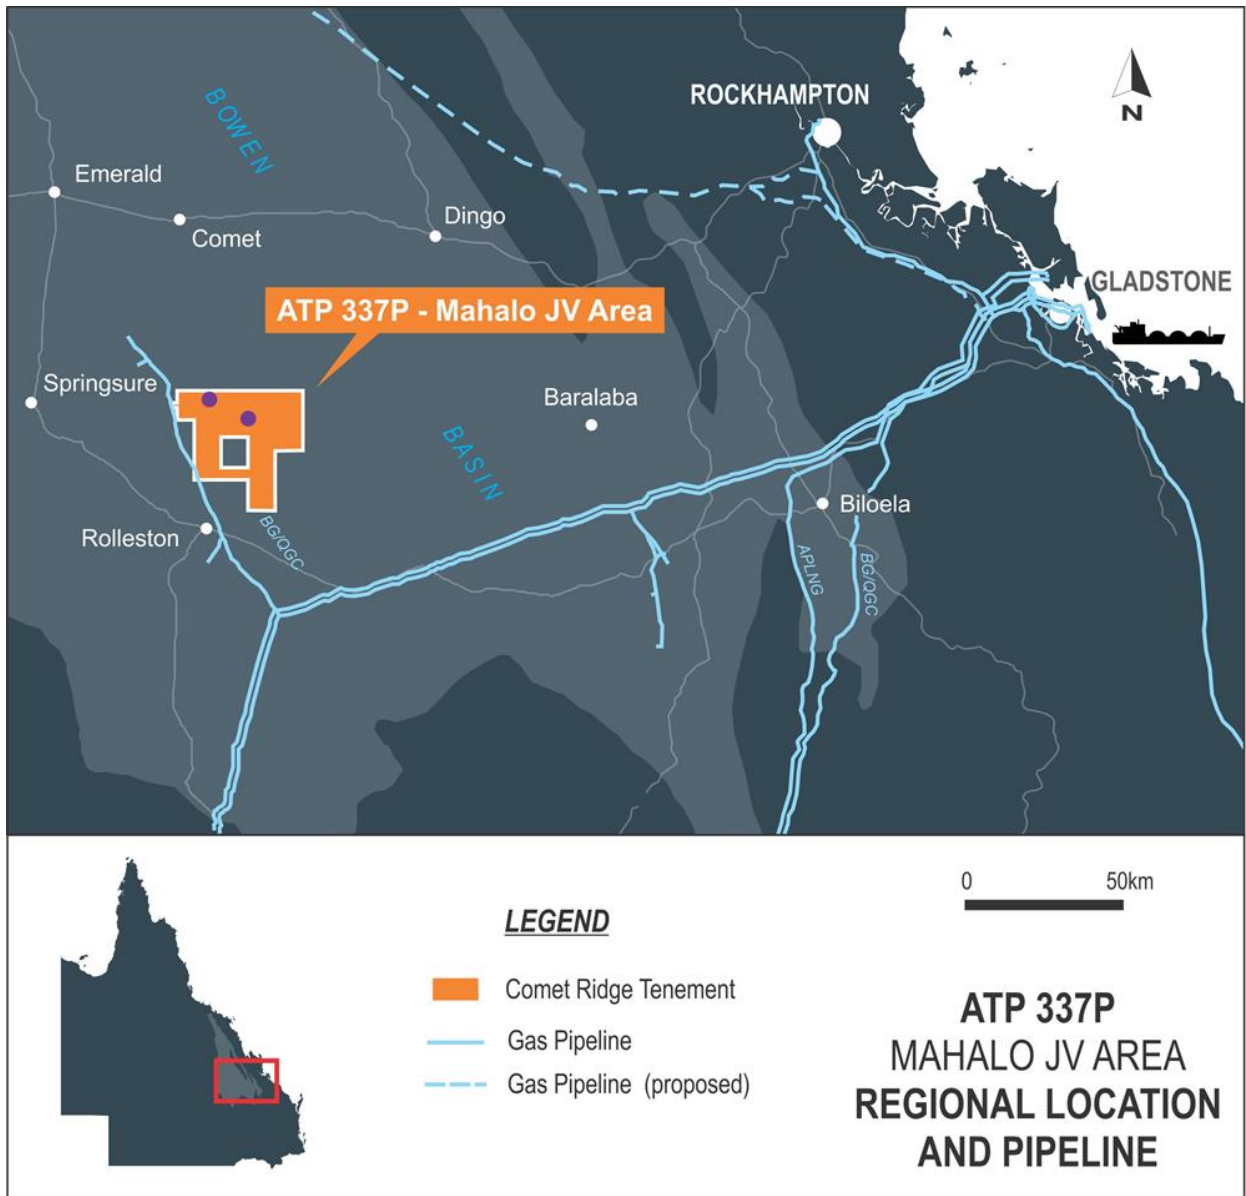 ROCKHAMPTON
N
BOWEN
Emerald
Comet
Dingo
GLADSTONE
ATP 337P - Mahalo JV Area
Springsure
Baralaba
BASIN
Rolleston
BG/QGC
Biloela
APLNG
BG/QGC
0 50km
LEGEND
Comet Ridge Tenement
Gas Pipeline
Gas Pipeline (proposed)
ATP 337P
MAHALO JV AREA
REGIONAL LOCATION
AND PIPELINE